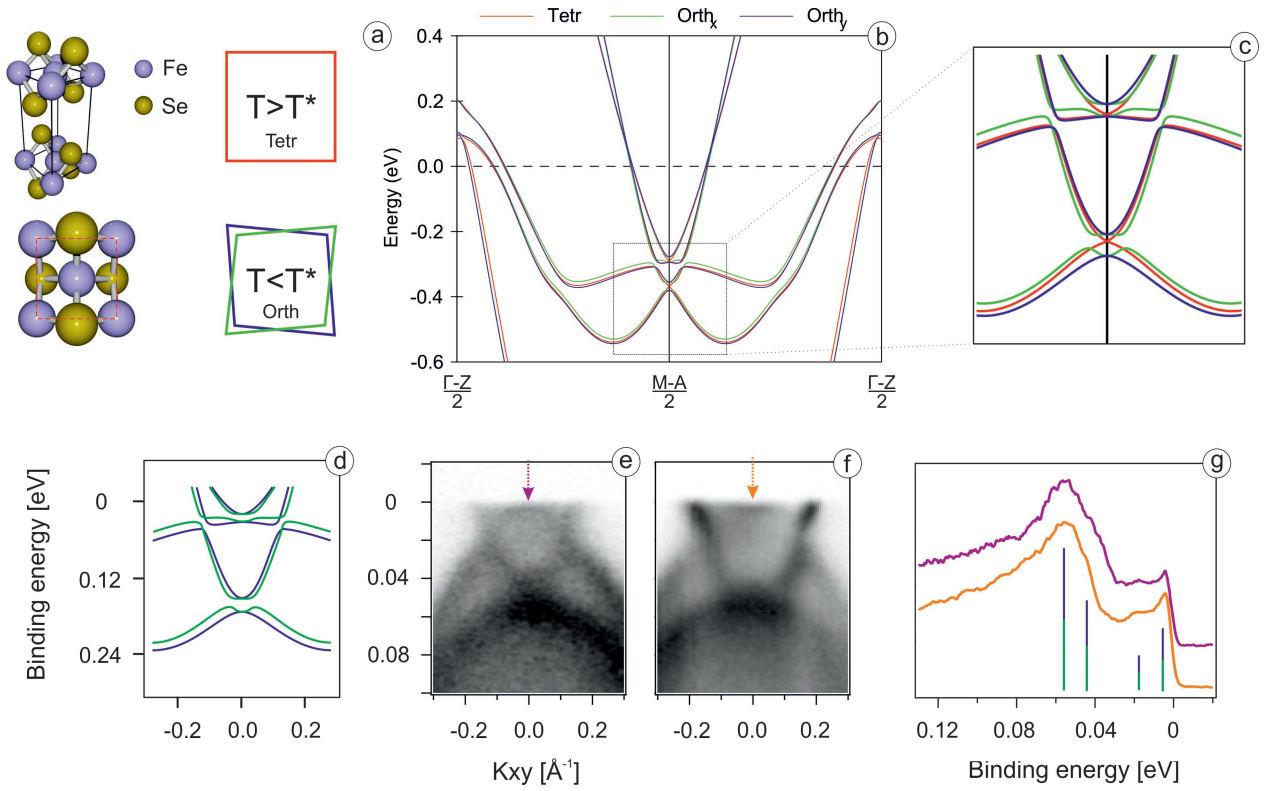 Tetr Orthx Orthy
a
Fe
Se
T>T*
Tetr
T<T*
Orth
b
Energy (eV)
0.4
0.2
0.0
-0.2
-0.4
-0.6
Γ-Z
2
M-A
2
Γ-Z
2
c
d
Binding energy [eV]
0
0.12
0.24
-0.2 0.0 0.2
e
0
0.04
0.08
-0.2 0.0 0.2
f
-0.2 0.0 0.2
Kxy [Å-1]
g
0.12 0.08 0.04 0
Binding energy [eV]